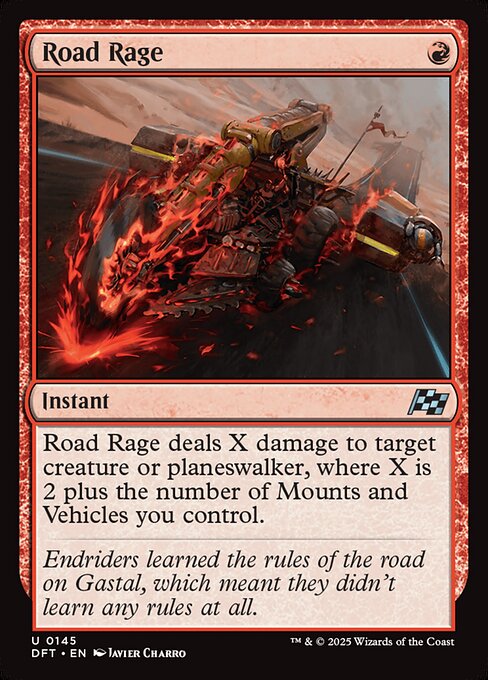 Road Rage
Instant
Road Rage deals X damage to target
creature or planeswalker, where X is
2 plus the number of Mounts and
Vehicles you control.
Endriders learned the rules of the road
on Gastal, which meant they didn't
learn any rules at all.
U 0145
DFT • EN Javier Charro
™ & © 2025 Wizards of the Coast